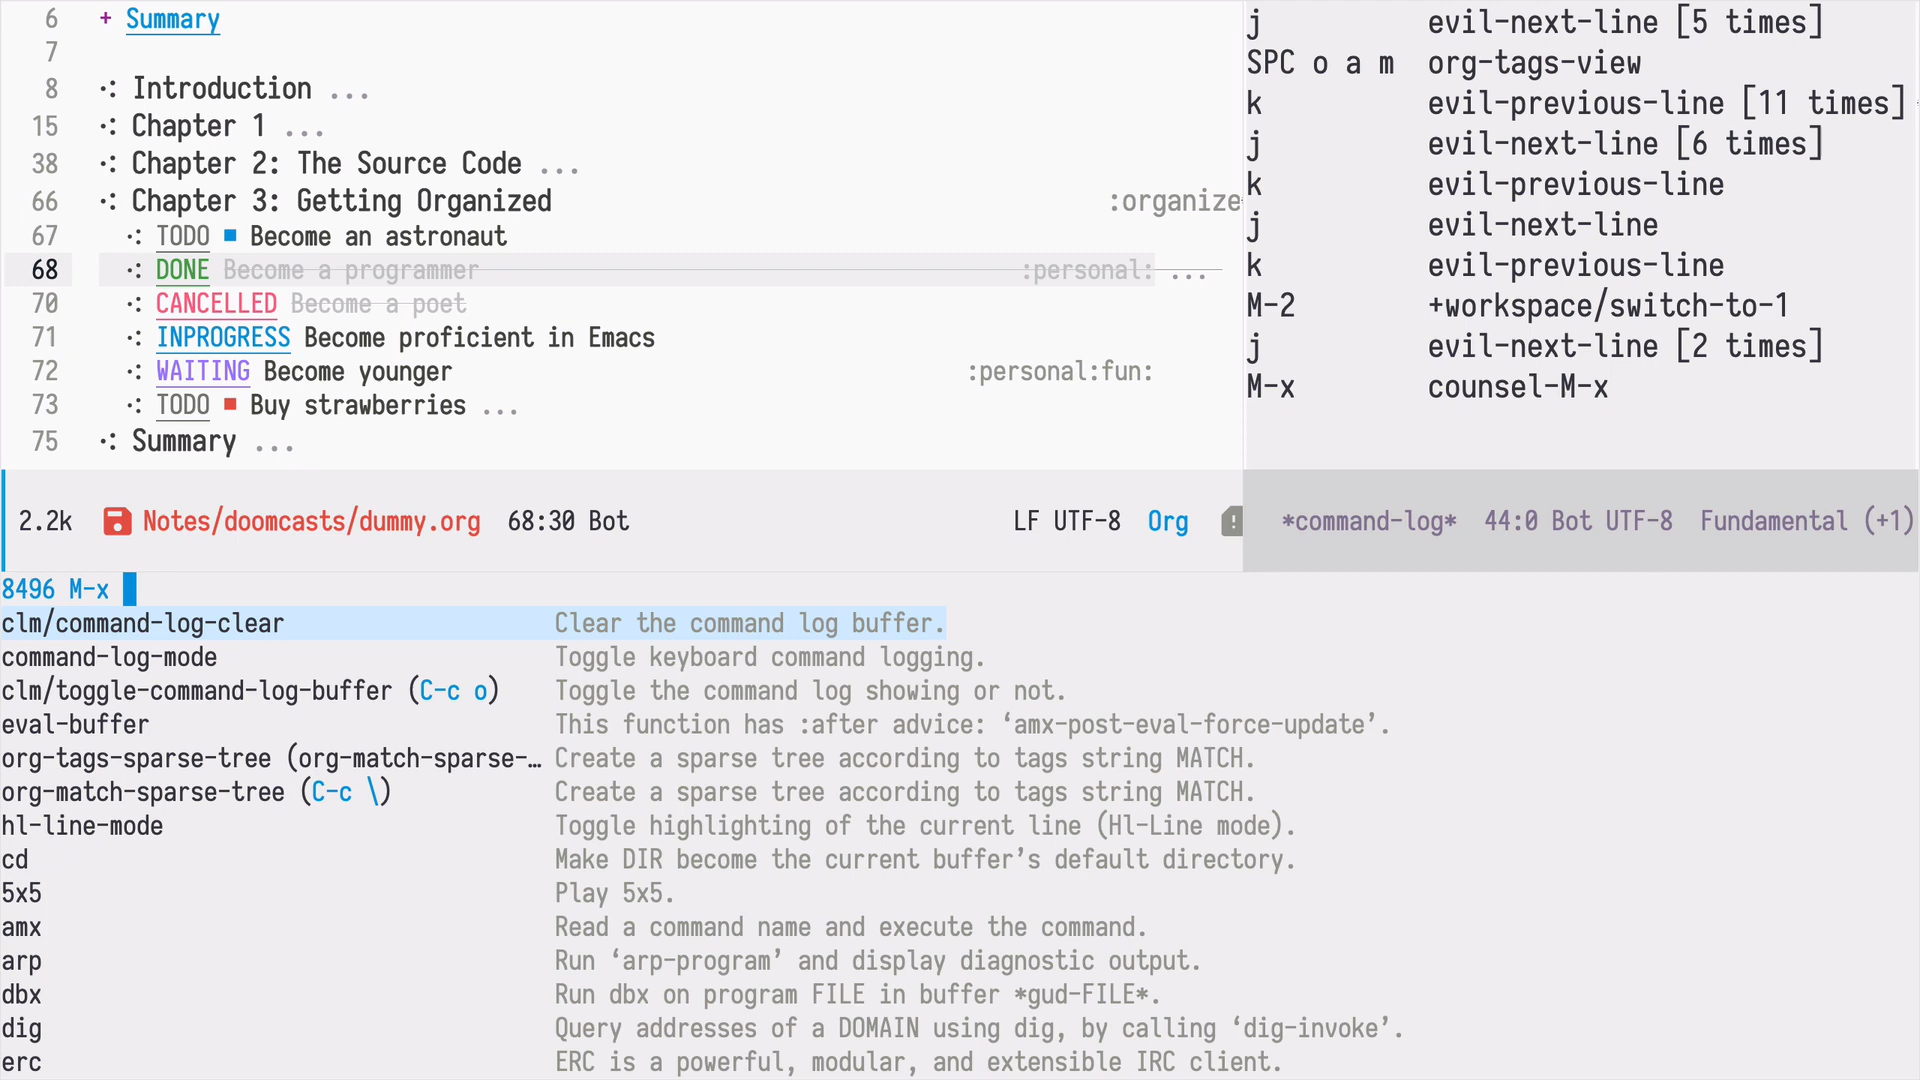 6 + Summary
7
8 ·: Introduction ...
15 ·: Chapter 1 ...
38 ·: Chapter 2: The Source Code ...
66 ·: Chapter 3: Getting Organized :organize
67 ·: TODO ■ Become an astronaut
68 ·: DONE Become a programmer :personal: ...
70 ·: CANCELLED Become a poet
71 ·: INPROGRESS Become proficient in Emacs
72 ·: WAITING Become younger :personal:fun:
73 ·: TODO ■ Buy strawberries ...
75 ·: Summary ...
2.2k Notes/doomcasts/dummy.org 68:30 Bot LF UTF-8 Org
j evil-next-line [5 times]
SPC o a m org-tags-view
k evil-previous-line [11 times]
j evil-next-line [6 times]
k evil-previous-line
j evil-next-line
k evil-previous-line
M-2 +workspace/switch-to-1
j evil-next-line [2 times]
M-x counsel-M-x
*command-log* 44:0 Bot UTF-8 Fundamental (+1)
8496 M-x
clm/command-log-clear Clear the command log buffer.
command-log-mode Toggle keyboard command logging.
clm/toggle-command-log-buffer (C-c o) Toggle the command log showing or not.
eval-buffer This function has :after advice: ‘amx-post-eval-force-update’.
org-tags-sparse-tree (org-match-sparse-… Create a sparse tree according to tags string MATCH.
org-match-sparse-tree (C-c \) Create a sparse tree according to tags string MATCH.
hl-line-mode Toggle highlighting of the current line (Hl-Line mode).
cd Make DIR become the current buffer’s default directory.
5x5 Play 5x5.
amx Read a command name and execute the command.
arp Run ‘arp-program’ and display diagnostic output.
dbx Run dbx on program FILE in buffer *gud-FILE*.
dig Query addresses of a DOMAIN using dig, by calling ‘dig-invoke’.
erc ERC is a powerful, modular, and extensible IRC client.